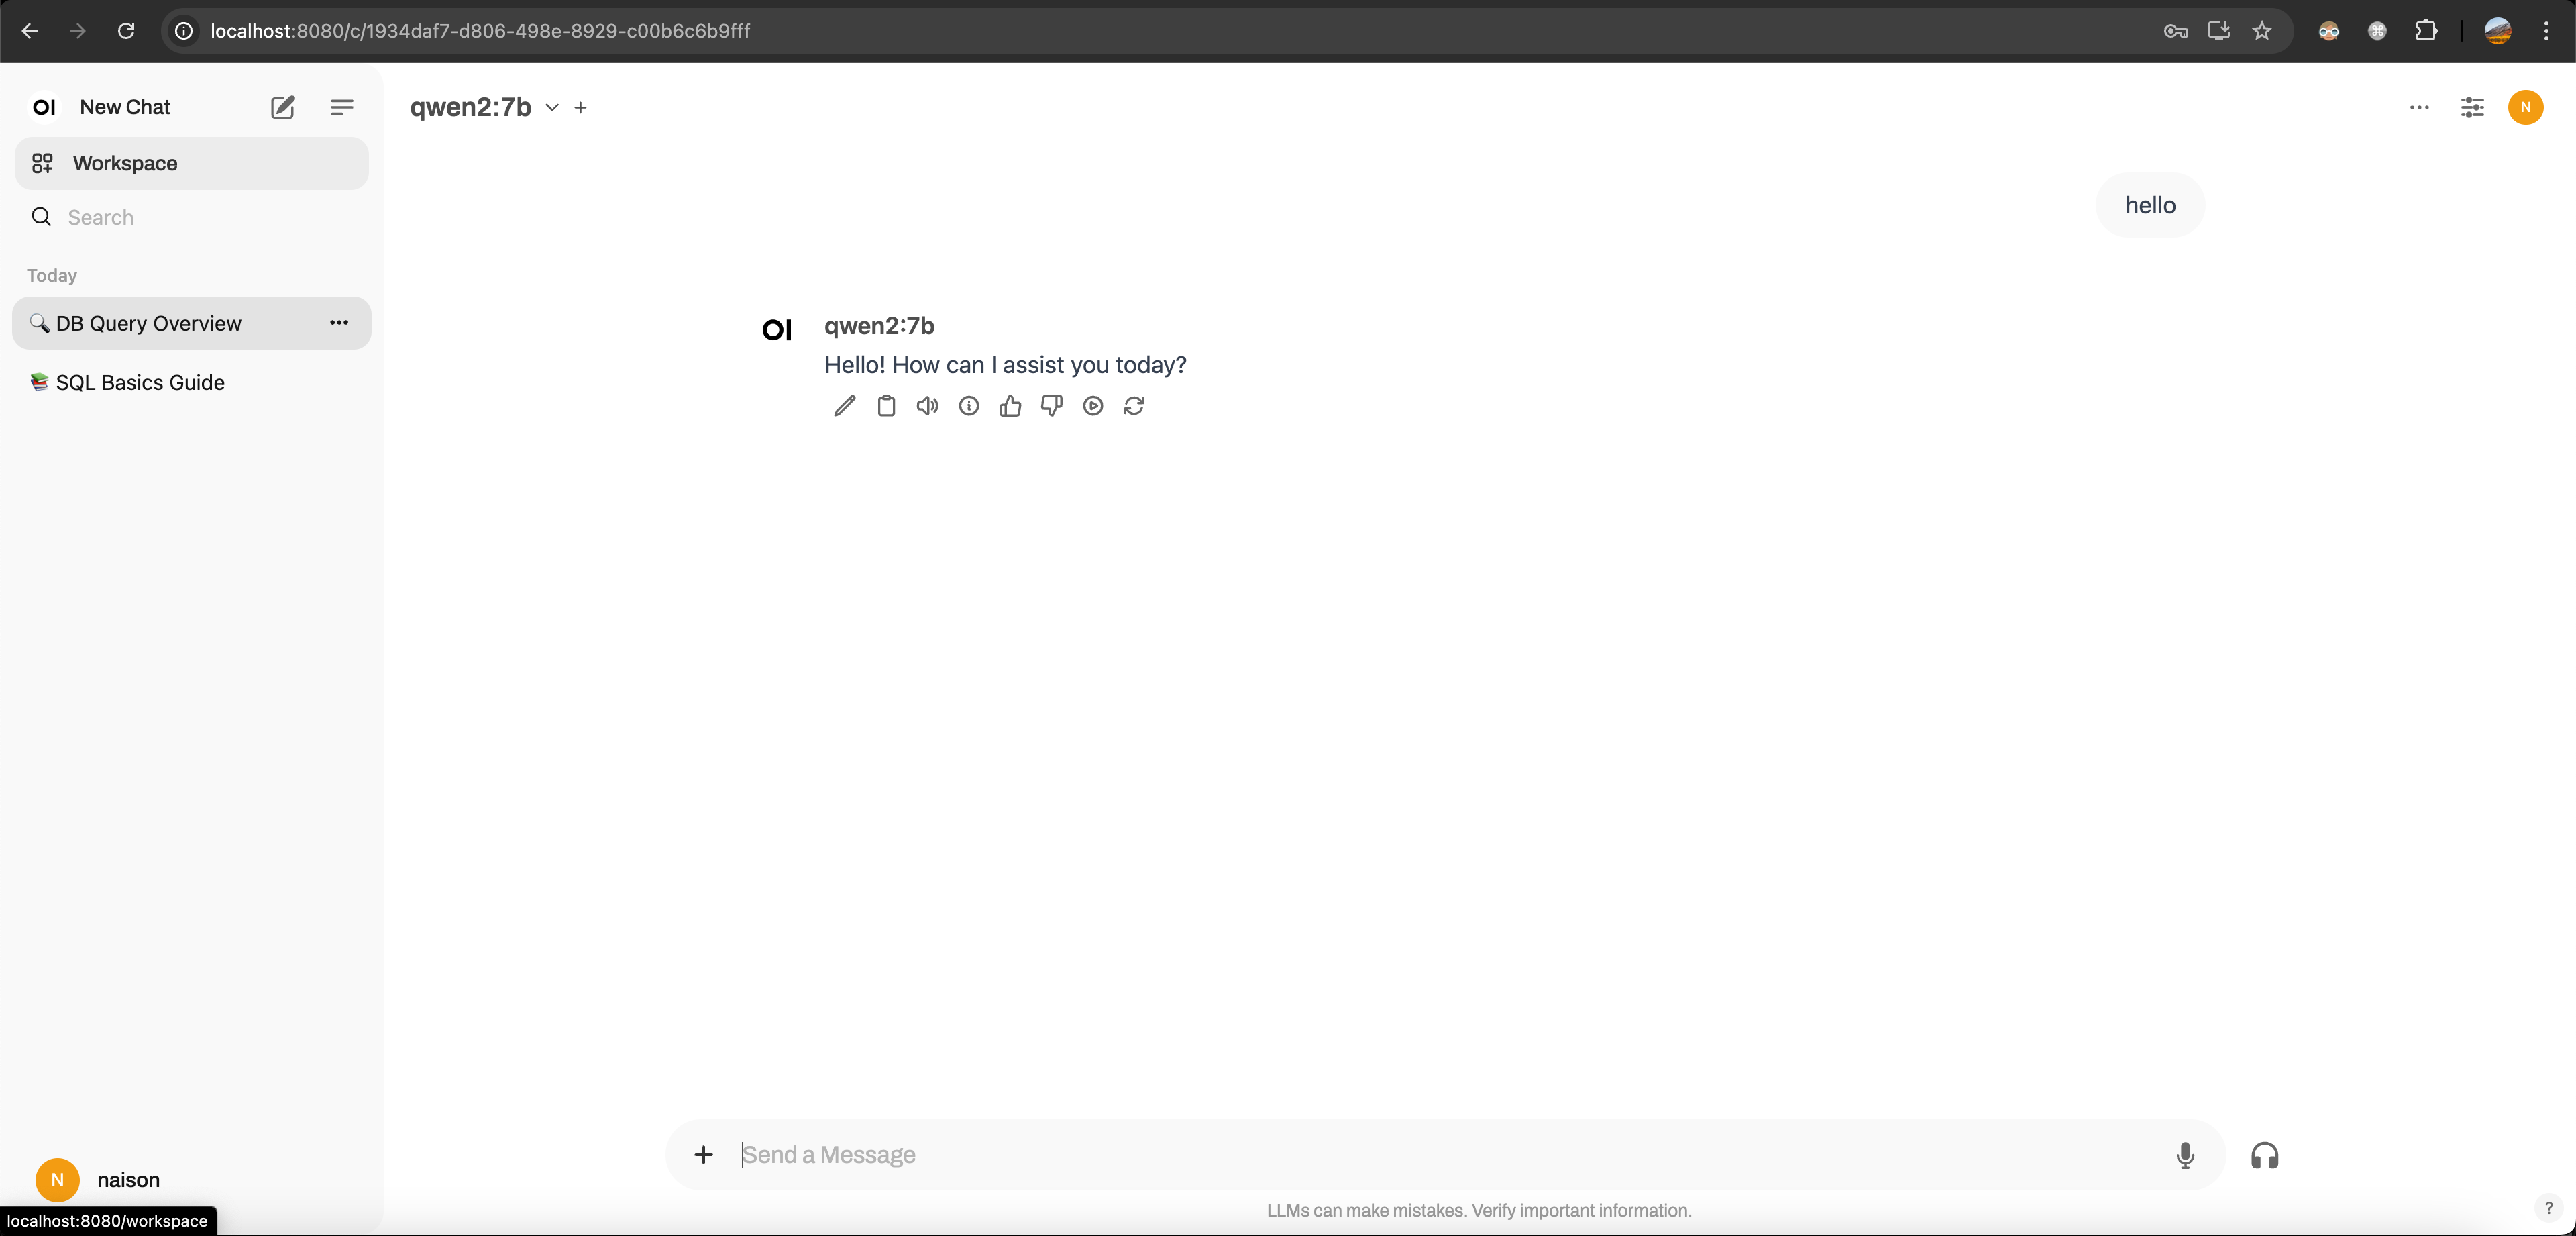 localhost:8080/c/1934daf7-d806-498e-8929-c00b6c6b9fff
OI New Chat
Workspace
Search
Today
DB Query Overview
SQL Basics Guide
N naison
localhost:8080/workspace
qwen2:7b
N
hello
OI qwen2:7b
Hello! How can I assist you today?
Send a Message
LLMs can make mistakes. Verify important information.
?